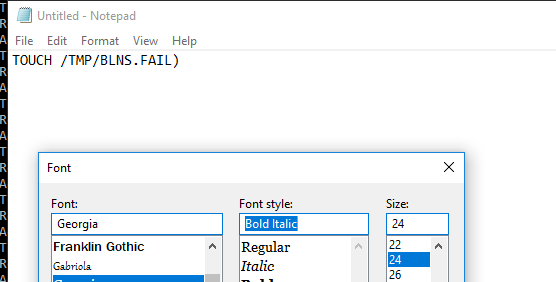 Untitled - Notepad
File Edit Format View Help
TOUCH /TMP/BLNS.FAIL)
Font
Font: Font style: Size:
Georgia Bold Italic 24
Franklin Gothic Regular 22
Gabriola Italic 24
26